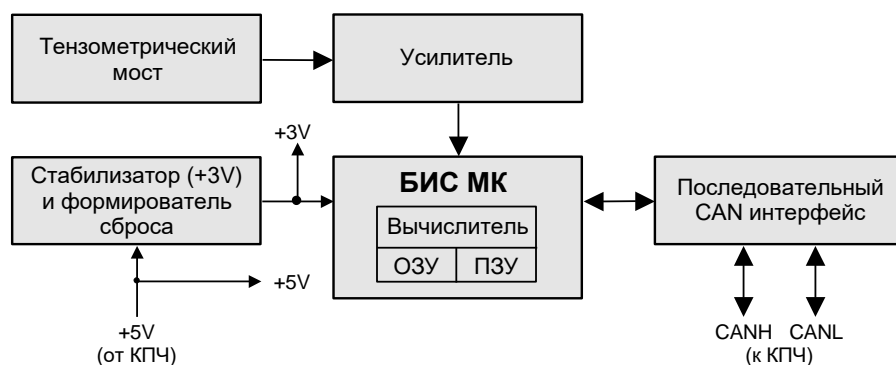 Тензометрический
мост
Усилитель
+3V
Стабилизатор (+3V)
и формирователь
сброса
БИС МК
Вычислитель
ОЗУ ПЗУ
Последовательный
CAN интерфейс
+5V
+5V
(от КПЧ)
CANH CANL
(к КПЧ)